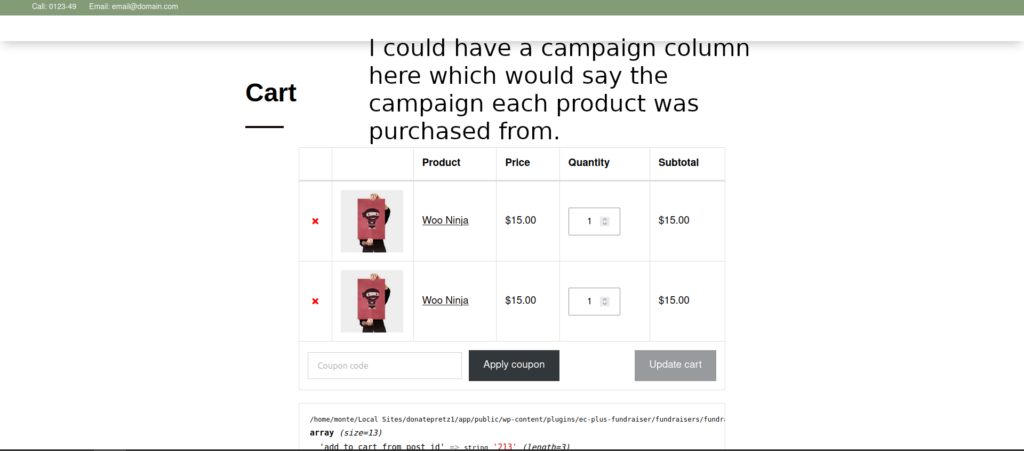 Call: 0123-49 Email: email@domain.com
I could have a campaign column
here which would say the
campaign each product was
purchased from.
Cart
Product Price Quantity Subtotal
× Woo Ninja $15.00 1 $15.00
× Woo Ninja $15.00 1 $15.00
Coupon code Apply coupon Update cart
/home/monte/Local Sites/donatepretz1/app/public/wp-content/plugins/ec-plus-fundraiser/fundraisers/fundr
array (size=13)
'add_to_cart_from_post_id' => string '213' (length=3)